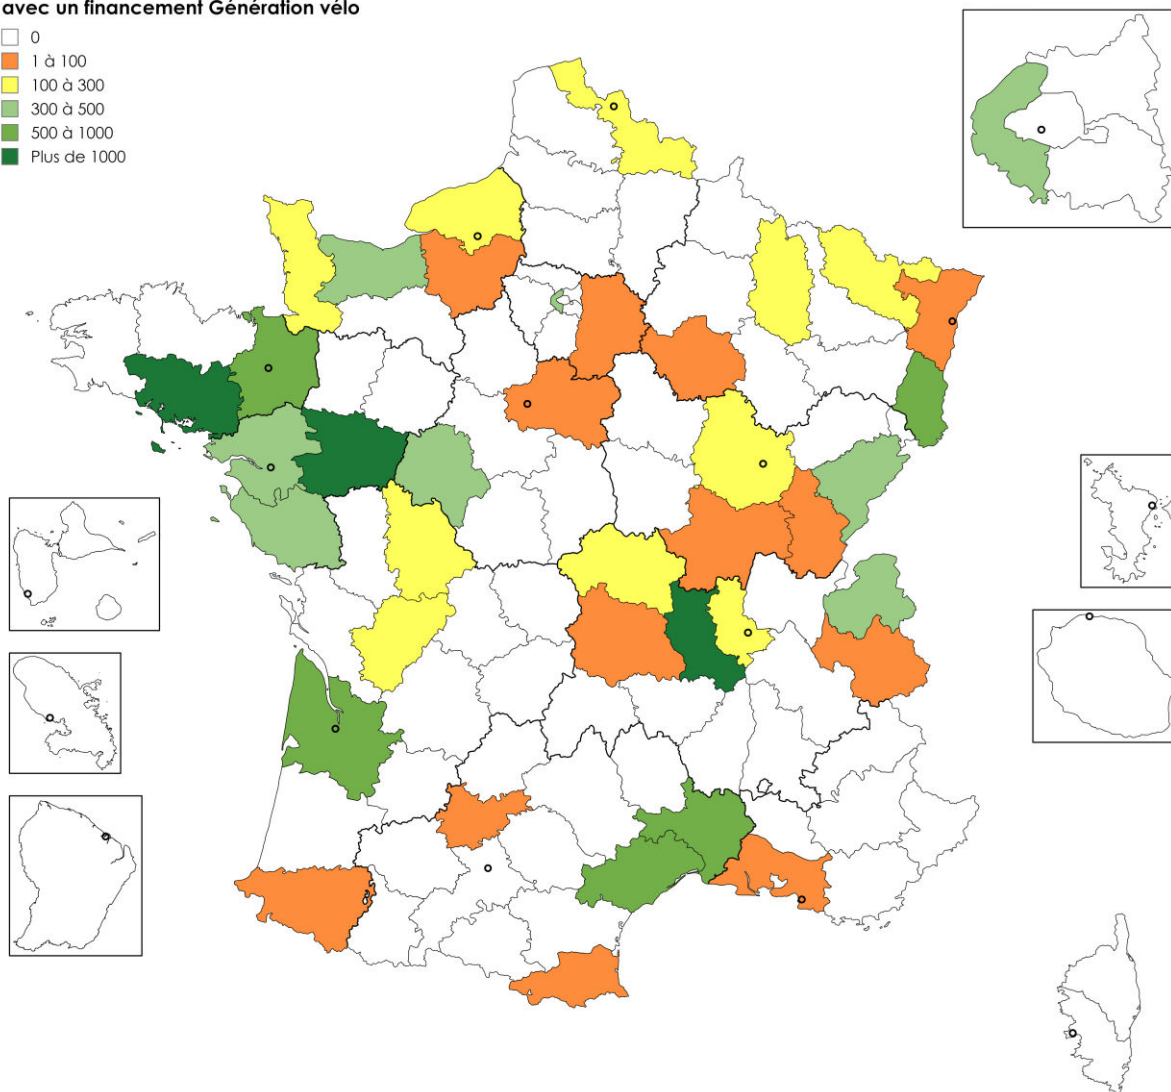 avec un financement Génération vélo
0
1 à 100
100 à 300
300 à 500
500 à 1000
Plus de 1000